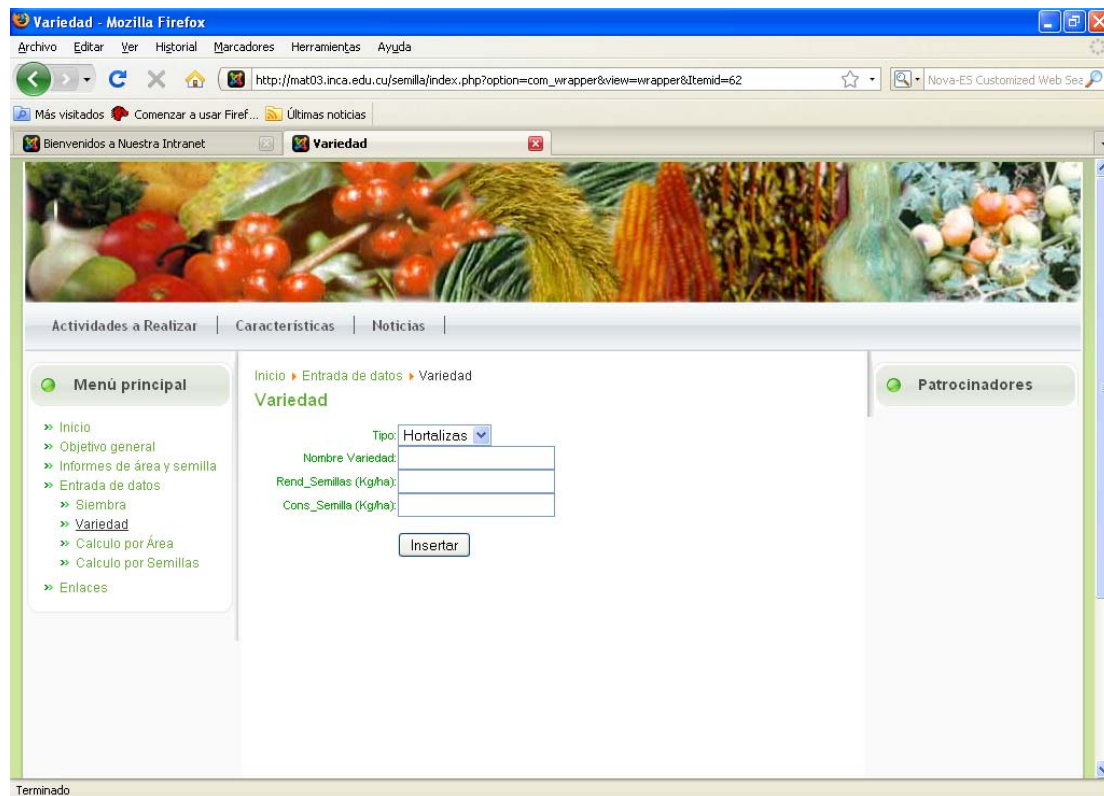 Variedad - Mozilla Firefox
Archivo Editar Ver Historial Marcadores Herramientas Ayuda
http://mat03.inca.edu.cu/semilla/index.php?option=com_wrapper&view=wrapper&Itemid=62
Nova-ES Customized Web Sea
Más visitados Comenzar a usar Firef... Últimas noticias
Bienvenidos a Nuestra Intranet Variedad
Actividades a Realizar Características Noticias
Menú principal
Inicio
Objetivo general
Informes de área y semilla
Entrada de datos
Siembra
Variedad
Calculo por Área
Calculo por Semillas
Enlaces
Inicio Entrada de datos Variedad
Variedad
Tipo: Hortalizas
Nombre Variedad:
Rend_Semillas (Kg/ha):
Cons_Semilla (Kg/ha):
Insertar
Patrocinadores
Terminado